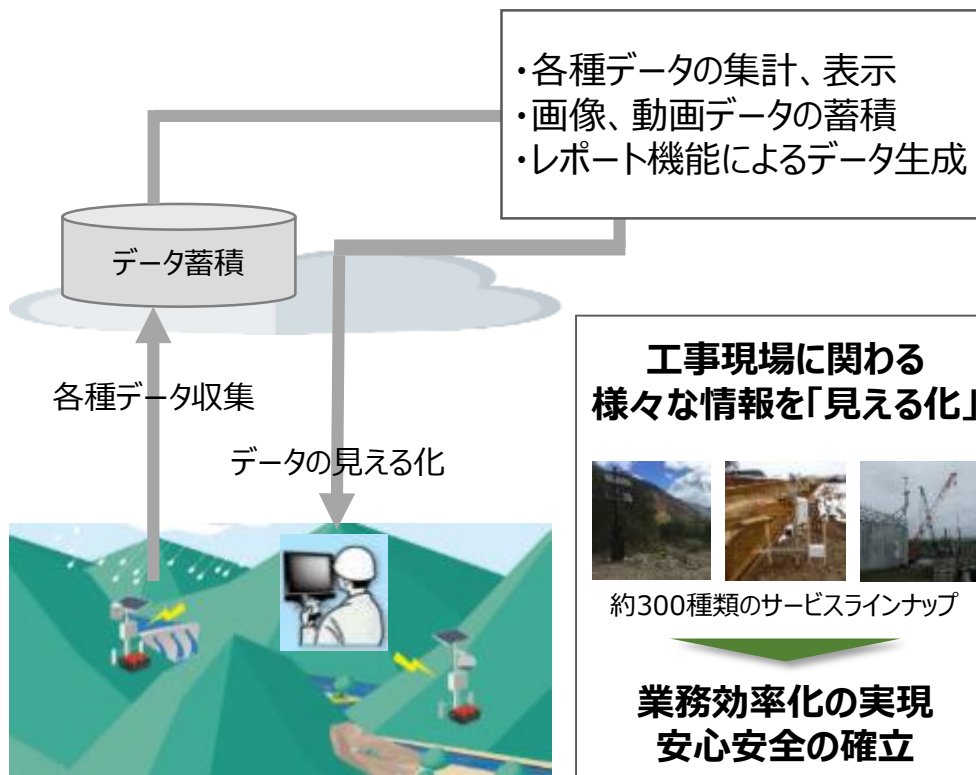 ・各種データの集計、表示
・画像、動画データの蓄積
・レポート機能によるデータ生成
データ蓄積
各種データ収集
データの見える化
工事現場に関わる
様々な情報を「見える化」
約300種類のサービスラインナップ
業務効率化の実現
安心安全の確立